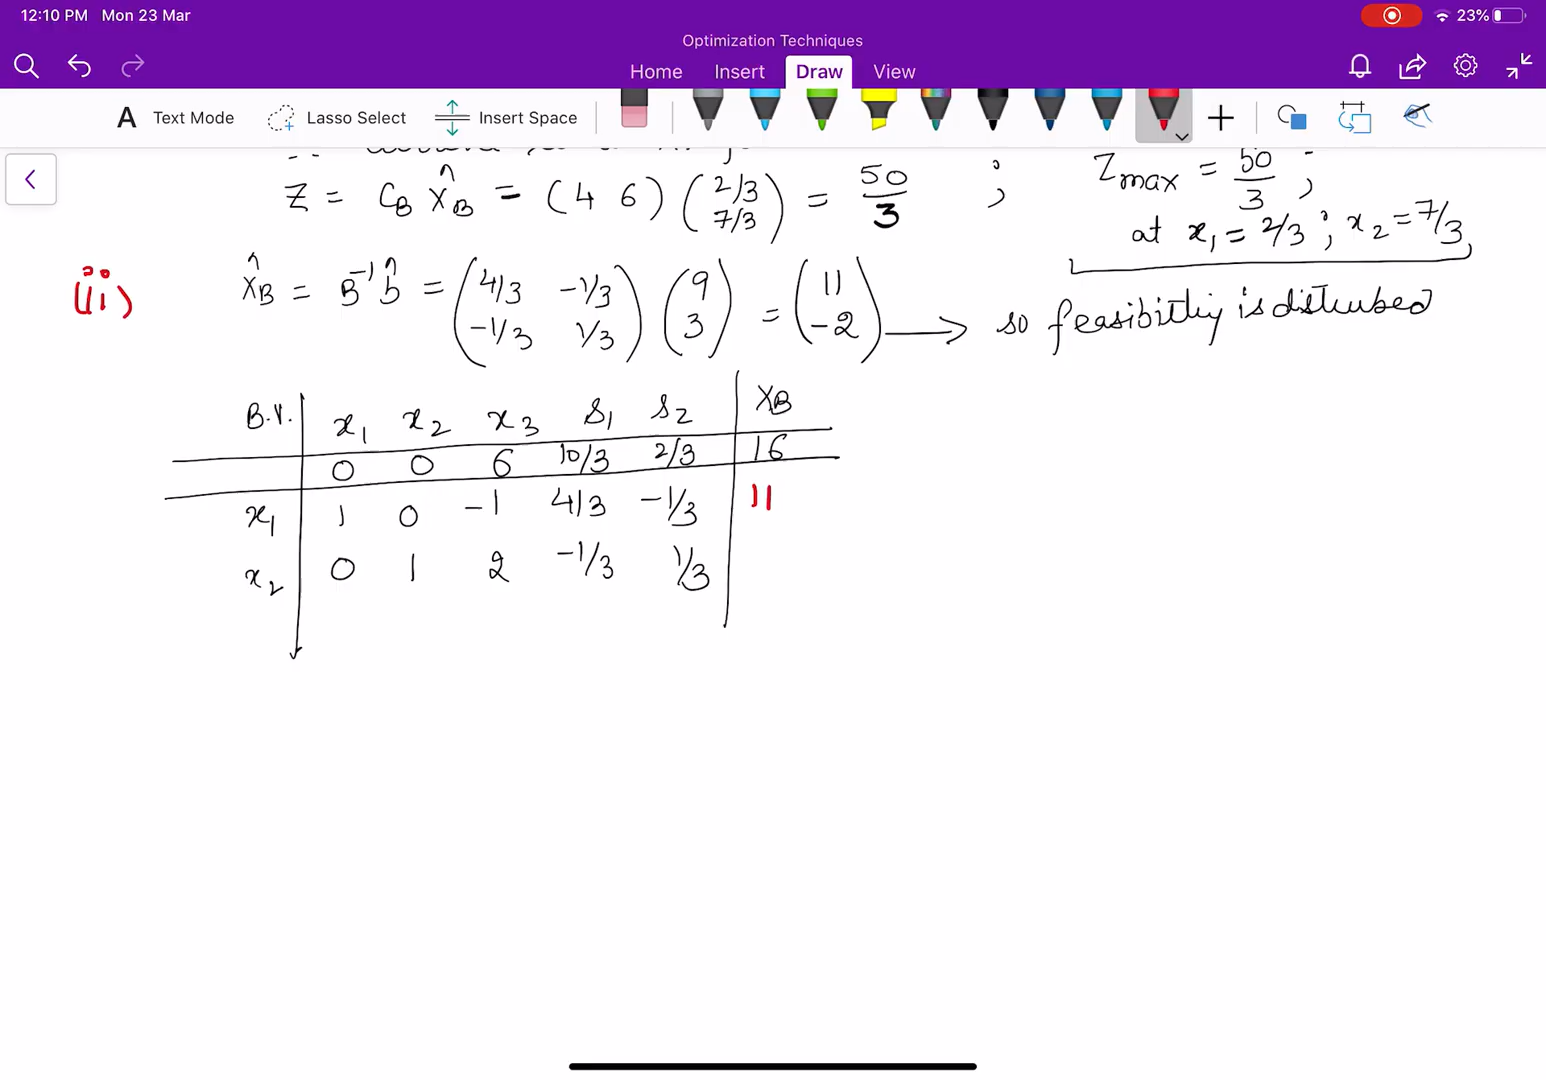 12:10 PM Mon 23 Mar
23%
Optimization Techniques
Home Insert Draw View
A Text Mode Lasso Select Insert Space
Z = C_B X̂_B = (4 6) (2/3 7/3) = 50/3 ; Zmax = 50/3 ;
at x₁ = 2/3 ; x₂ = 7/3
(ii) X̂_B = B⁻¹ b̂ = (4/3 -1/3 -1/3 1/3) (9 3) = (11 -2) → so feasibitliy is distrubed
B.V. x₁ x₂ x₃ s₁ s₂ X_B
0 0 6 10/3 2/3 16
x₁ 1 0 -1 4/3 -1/3 11
x₂ 0 1 2 -1/3 1/3